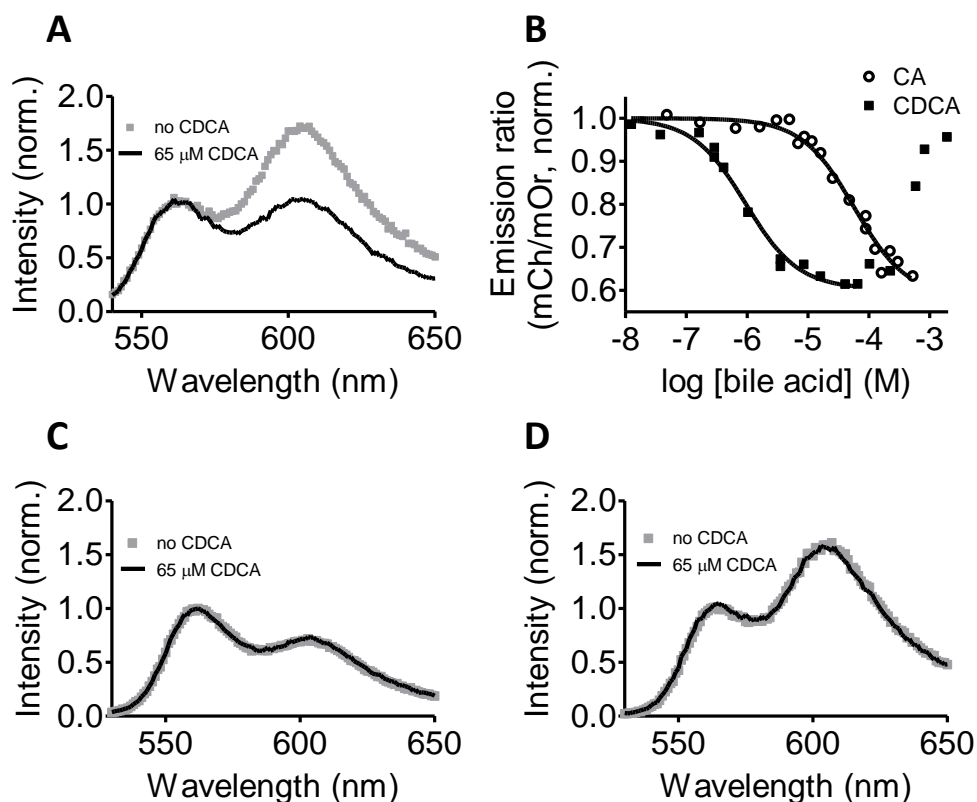 A
Intensity (norm.)
2.0
1.5
1.0
0.5
0.0
no CDCA
65 μM CDCA
550
600
650
Wavelength (nm)
B
Emission ratio
(mCh/mOr, norm.)
1.0
0.9
0.8
0.7
0.6
CA
CDCA
-8
-7
-6
-5
-4
-3
log [bile acid] (M)
C
Intensity (norm.)
2.0
1.5
1.0
0.5
0.0
no CDCA
65 μM CDCA
550
600
650
Wavelength (nm)
D
Intensity (norm.)
2.0
1.5
1.0
0.5
0.0
no CDCA
65 μM CDCA
550
600
650
Wavelength (nm)